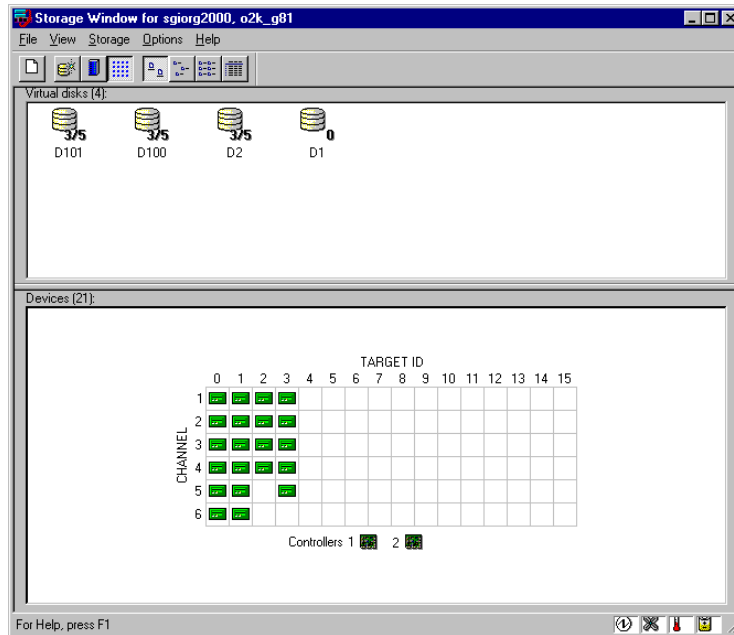 Storage Window for sgiorg2000, o2k_g81
File View Storage Options Help
Virtual disks (4):
3/5 3/5 3/5 0
D101 D100 D2 D1
Devices (21):
TARGET ID
0 1 2 3 4 5 6 7 8 9 10 11 12 13 14 15
CHANNEL
1
2
3
4
5
6
Controllers 1 2
For Help, press F1